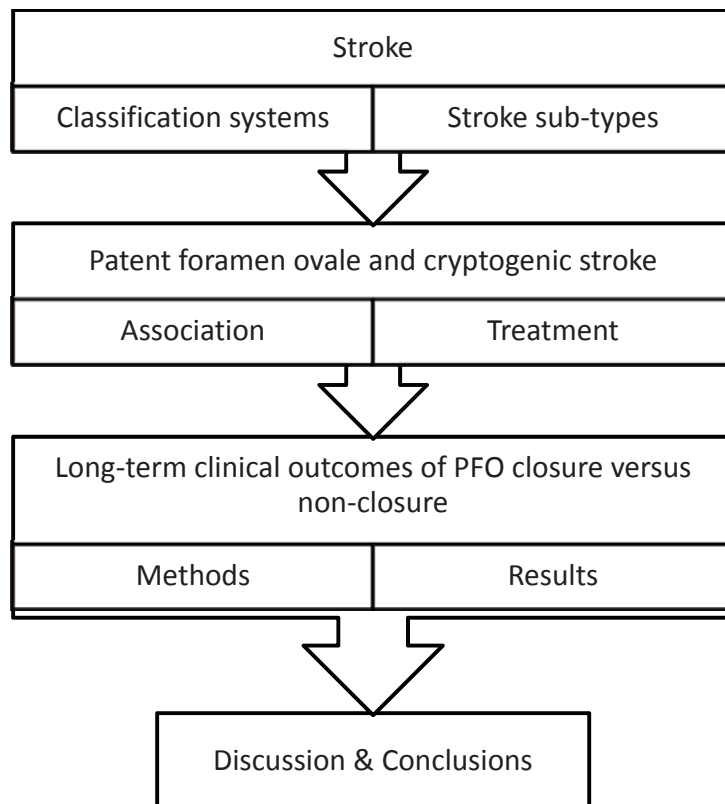 Stroke
Classification systems
Stroke sub-types
Patent foramen ovale and cryptogenic stroke
Association
Treatment
Long-term clinical outcomes of PFO closure versus
non-closure
Methods
Results
Discussion & Conclusions